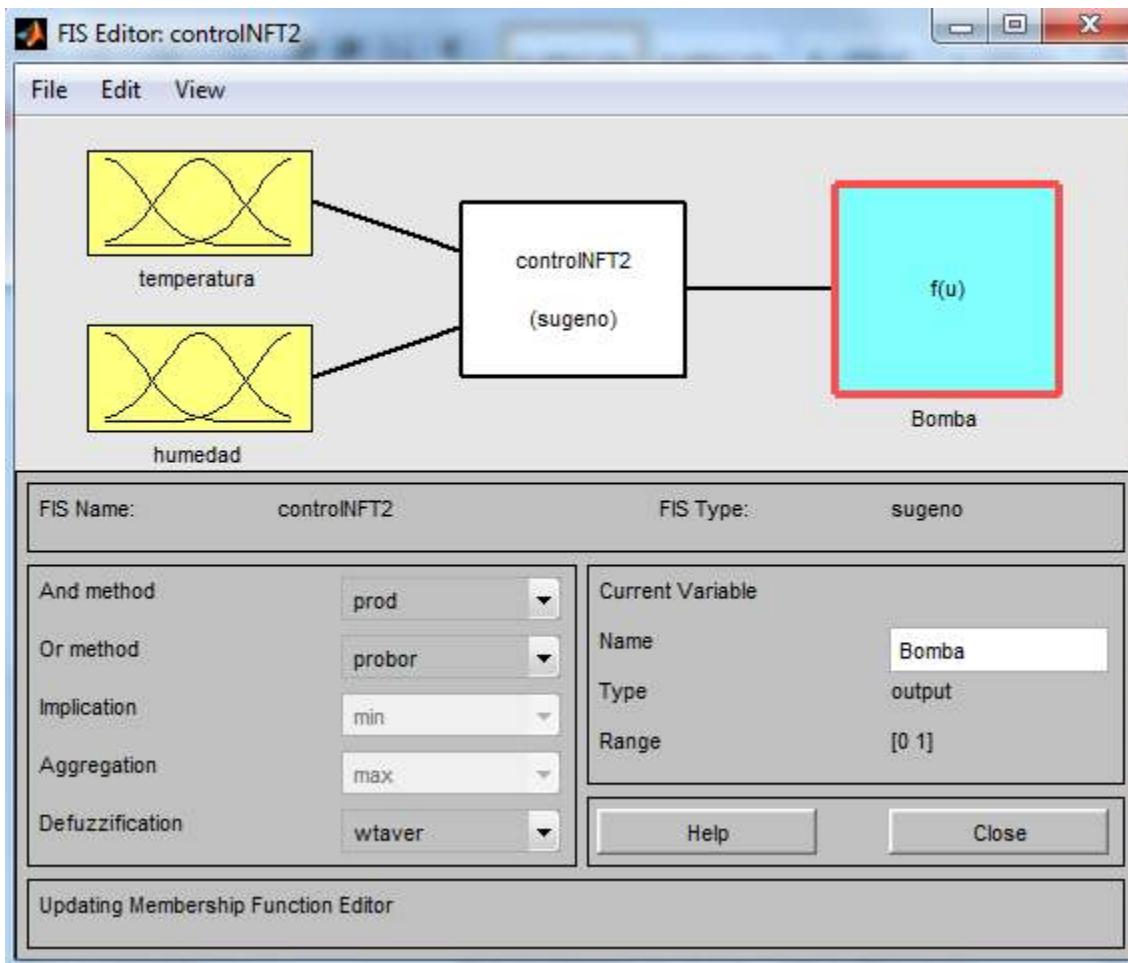 FIS Editor: controlNFT2
File Edit View
temperatura
humedad
controlNFT2
(sugeno)
f(u)
Bomba
FIS Name: controlNFT2 FIS Type: sugeno
And method prod
Or method probor
Implication min
Aggregation max
Defuzzification wtaver
Current Variable
Name Bomba
Type output
Range [0 1]
Help Close
Updating Membership Function Editor